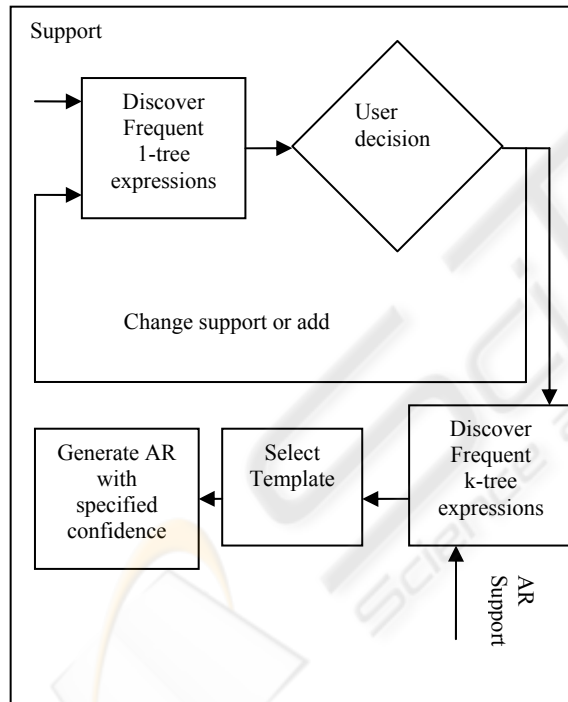 Support
Discover
Frequent
1-tree
expressions
User
decision
Change support or add
Generate AR
with
specified
confidence
Select
Template
Discover
Frequent
k-tree
expressions
AR
Support
Science a